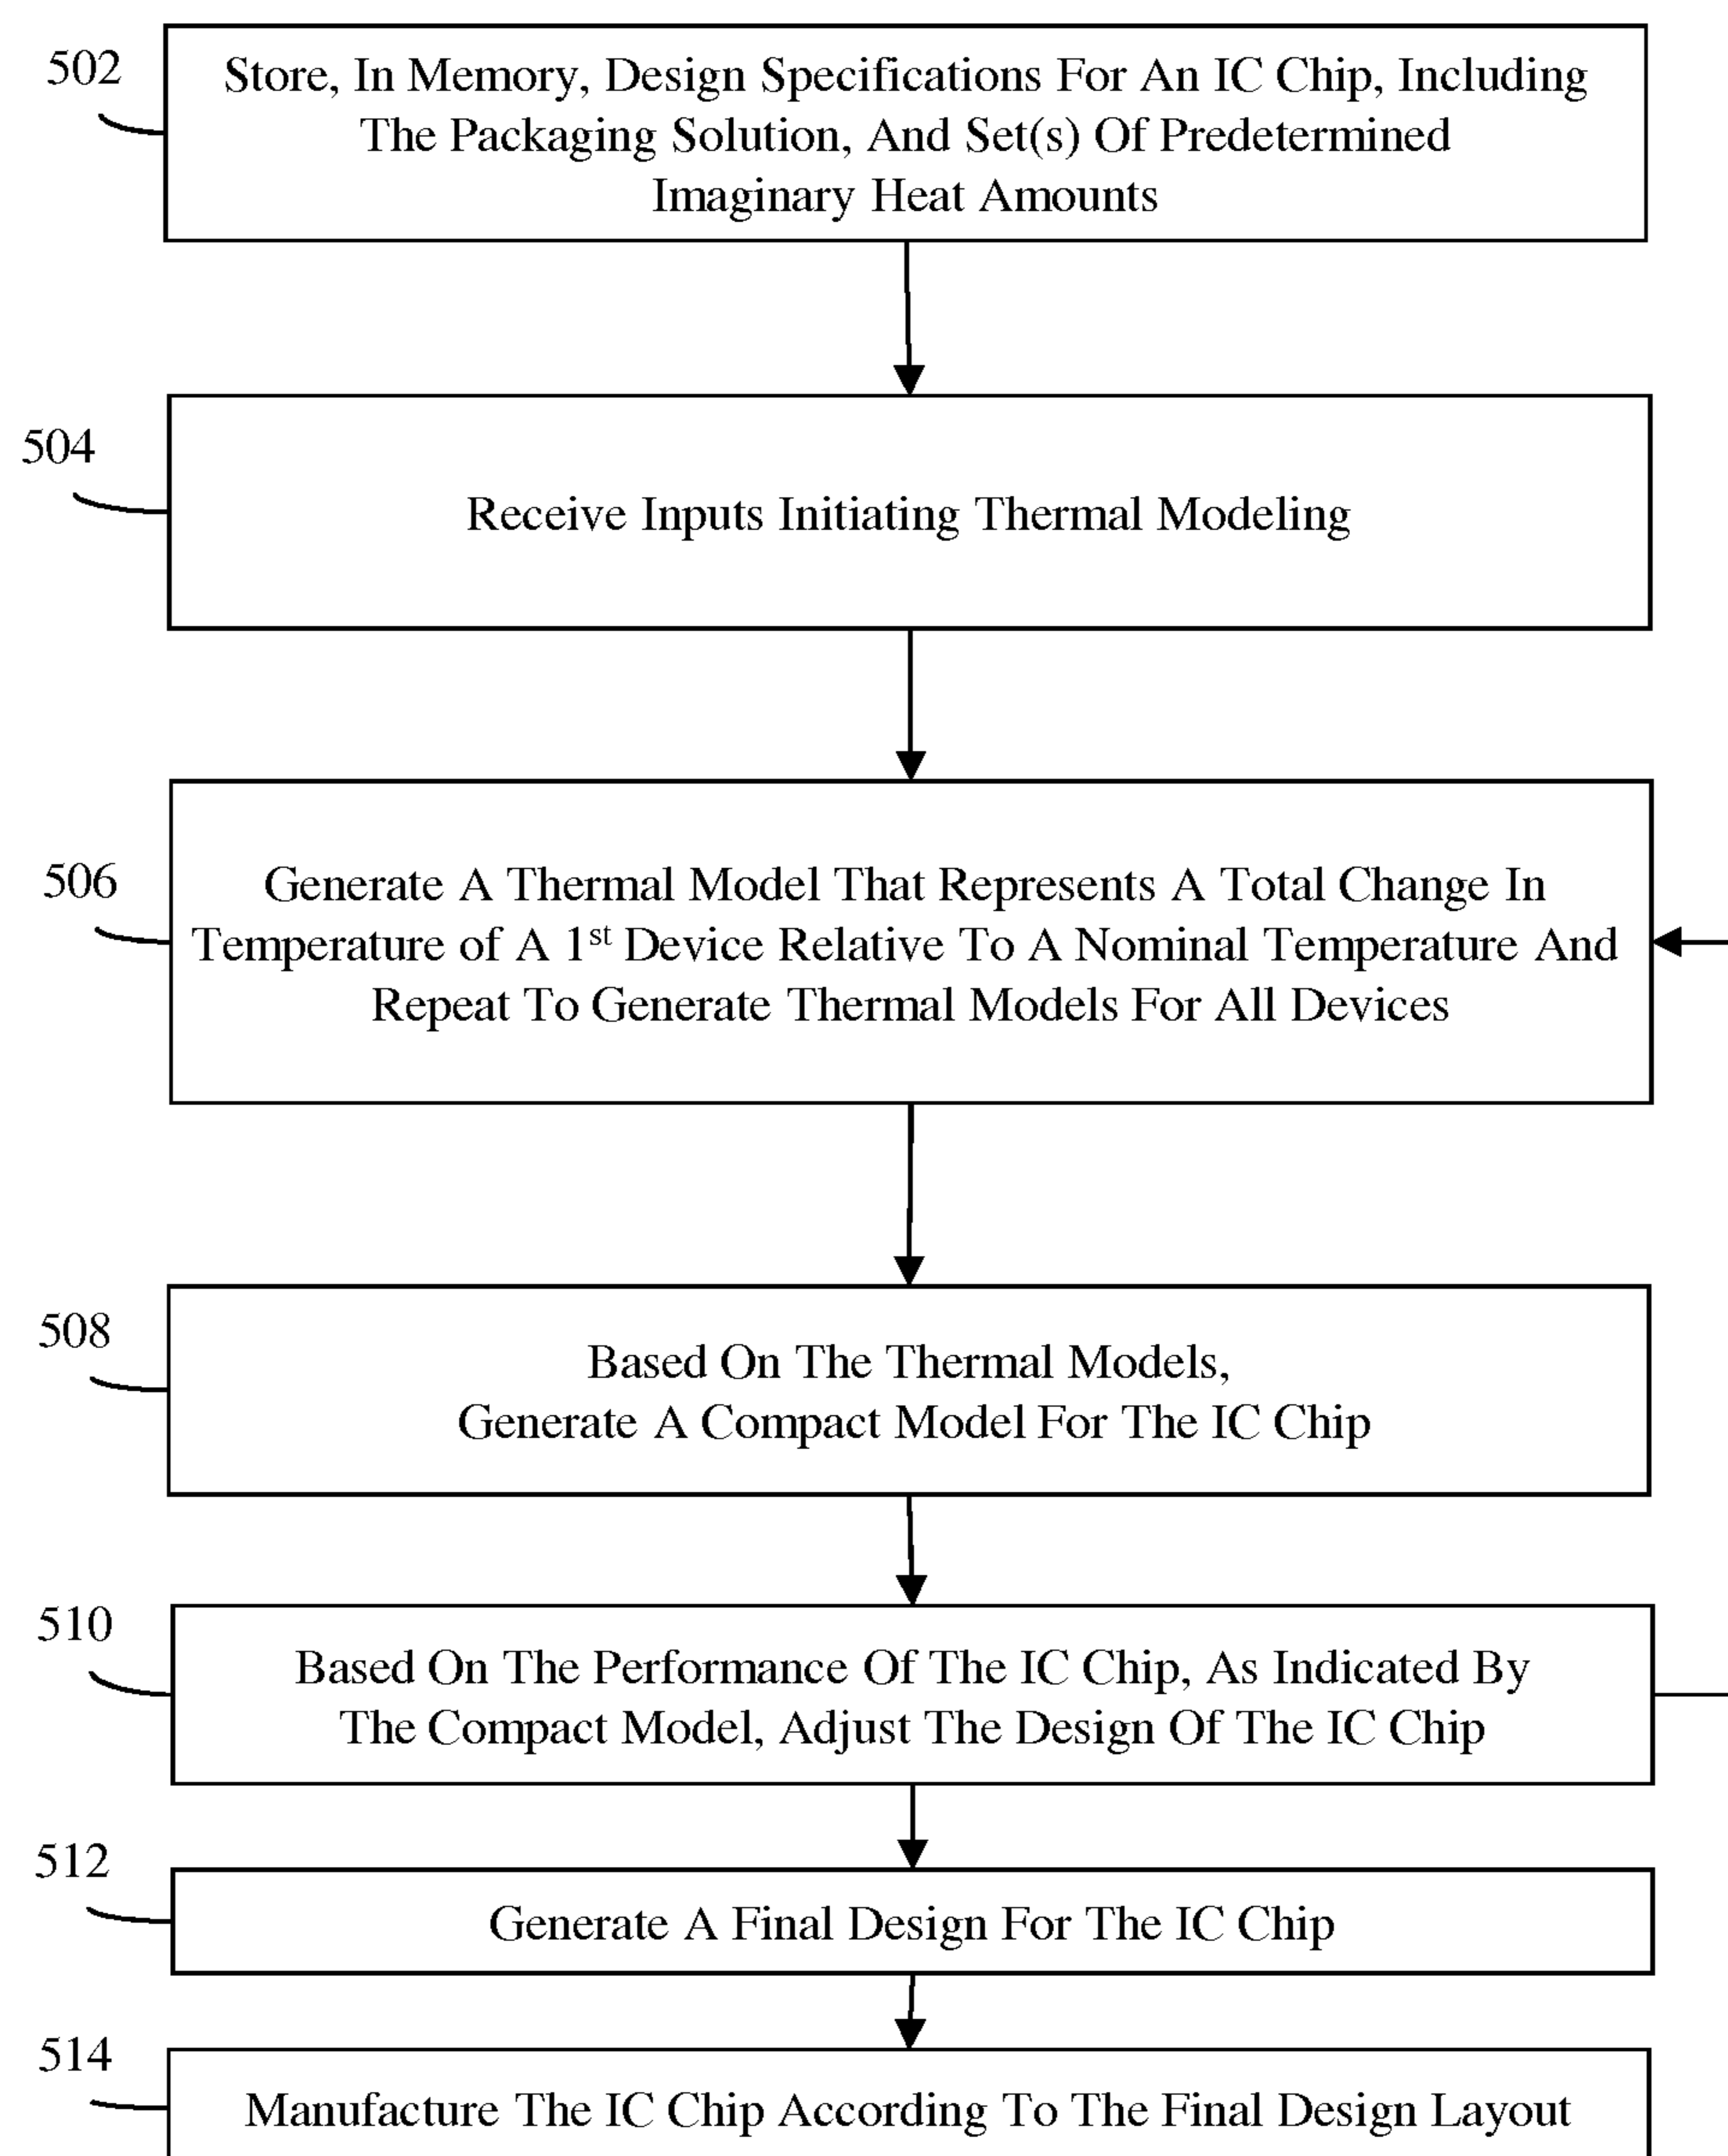 502
Store, In Memory, Design Specifications For An IC Chip, Including
The Packaging Solution, And Set(s) Of Predetermined
Imaginary Heat Amounts
504
Receive Inputs Initiating Thermal Modeling
506
Generate A Thermal Model That Represents A Total Change In
Temperature of A 1st Device Relative To A Nominal Temperature And
Repeat To Generate Thermal Models For All Devices
508
Based On The Thermal Models,
Generate A Compact Model For The IC Chip
510
Based On The Performance Of The IC Chip, As Indicated By
The Compact Model, Adjust The Design Of The IC Chip
512
Generate A Final Design For The IC Chip
514
Manufacture The IC Chip According To The Final Design Layout